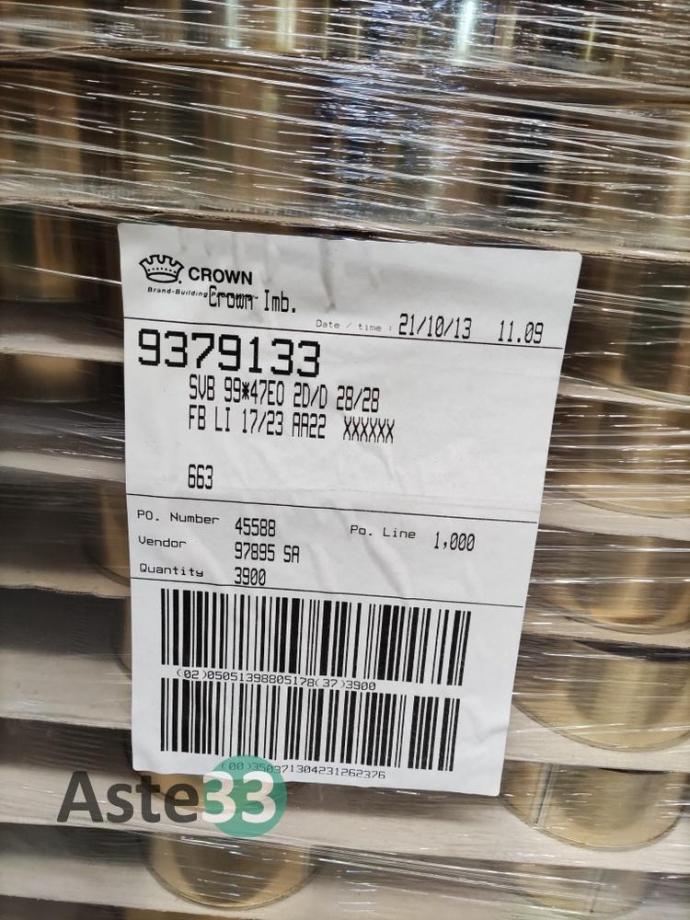 CROWN
Brand-Building
Crown Imb.
Date / time : 21/10/13 11.09
9379133
SVB 99*47EO 2D/D 28/28
FB LI 17/23 AA22 XXXXXX
663
PO. Number 45588 Po. Line 1,000
Vendor 97895 SA
Quantity 3900
(02)05051398805178(37)3900
(00)350371304231262376
Aste33